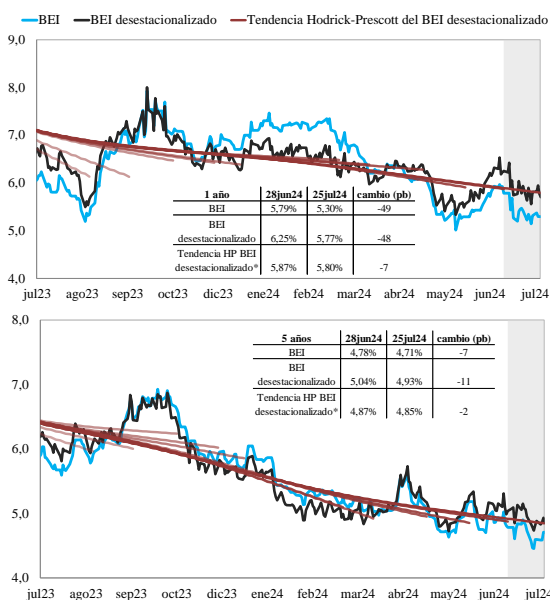 BEI BEI desestacionalizado Tendencia Hodrick-Prescott del BEI desestacionalizado
9,0
8,0
7,0
6,0
5,0
4,0
1 año 28jun24 25jul24 cambio (pb)
BEI 5,79% 5,30% -49
BEI
desestacionalizado 6,25% 5,77% -48
Tendencia HP BEI
desestacionalizado* 5,87% 5,80% -7
jul23 ago23 sep23 oct23 dic23 ene24 feb24 mar24 abr24 may24 jun24 jul24
8,0
7,0
6,0
5,0
4,0
5 años 28jun24 25jul24 cambio (pb)
BEI 4,78% 4,71% -7
BEI
desestacionalizado 5,04% 4,93% -11
Tendencia HP BEI
desestacionalizado* 4,87% 4,85% -2
jul23 ago23 sep23 oct23 dic23 ene24 feb24 mar24 abr24 may24 jun24 jul24